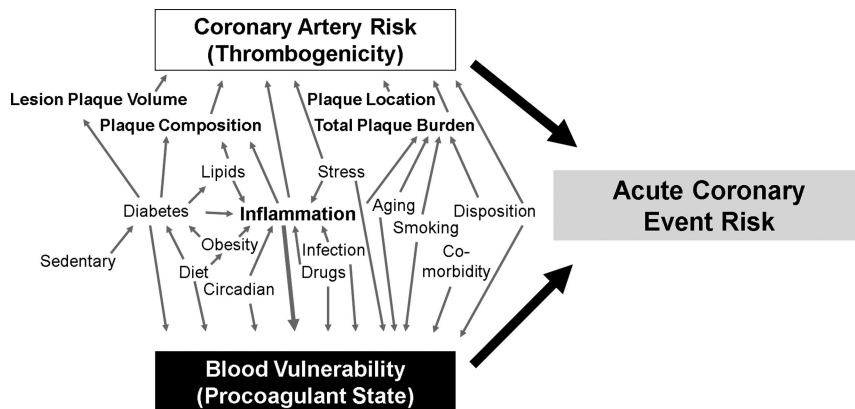 Coronary Artery Risk
(Thrombogenicity)
Lesion Plaque Volume
Plaque Location
Plaque Composition
Total Plaque Burden
Lipids
Stress
Diabetes
Inflammation
Aging
Disposition
Smoking
Obesity
Infection
Co-
morbidity
Sedentary
Diet
Drugs
Circadian
Acute Coronary
Event Risk
Blood Vulnerability
(Procoagulant State)